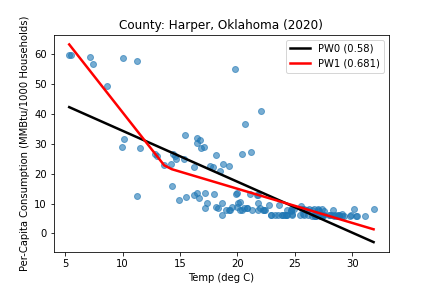 County: Harper, Oklahoma (2020)
Per-Capita Consumption (MMBtu/1000 Households)
60
50
40
30
20
10
0
PW0 (0.58)
PW1 (0.681)
5
10
15
20
25
30
Temp (deg C)